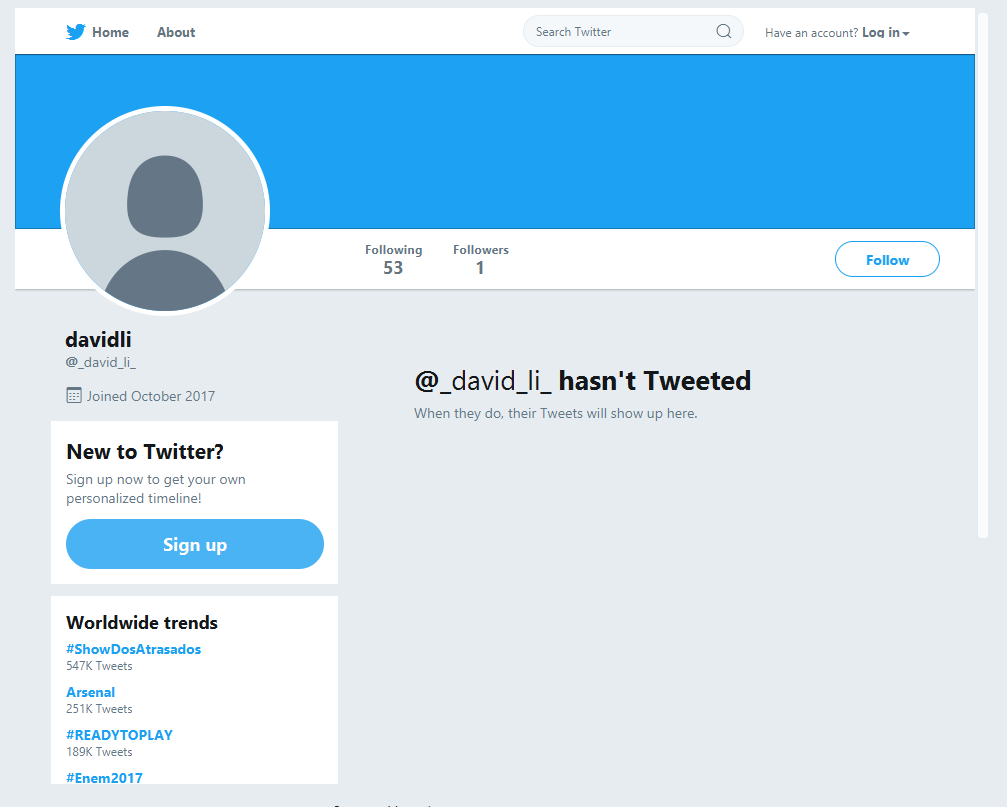 Home About Search Twitter Have an account? Log in
Following Followers
53 1
Follow
davidli
@_david_li_
Joined October 2017
@_david_li_ hasn't Tweeted
When they do, their Tweets will show up here.
New to Twitter?
Sign up now to get your own
personalized timeline!
Sign up
Worldwide trends
#ShowDosAtrasados
547K Tweets
Arsenal
251K Tweets
#READYTOPLAY
189K Tweets
#Enem2017